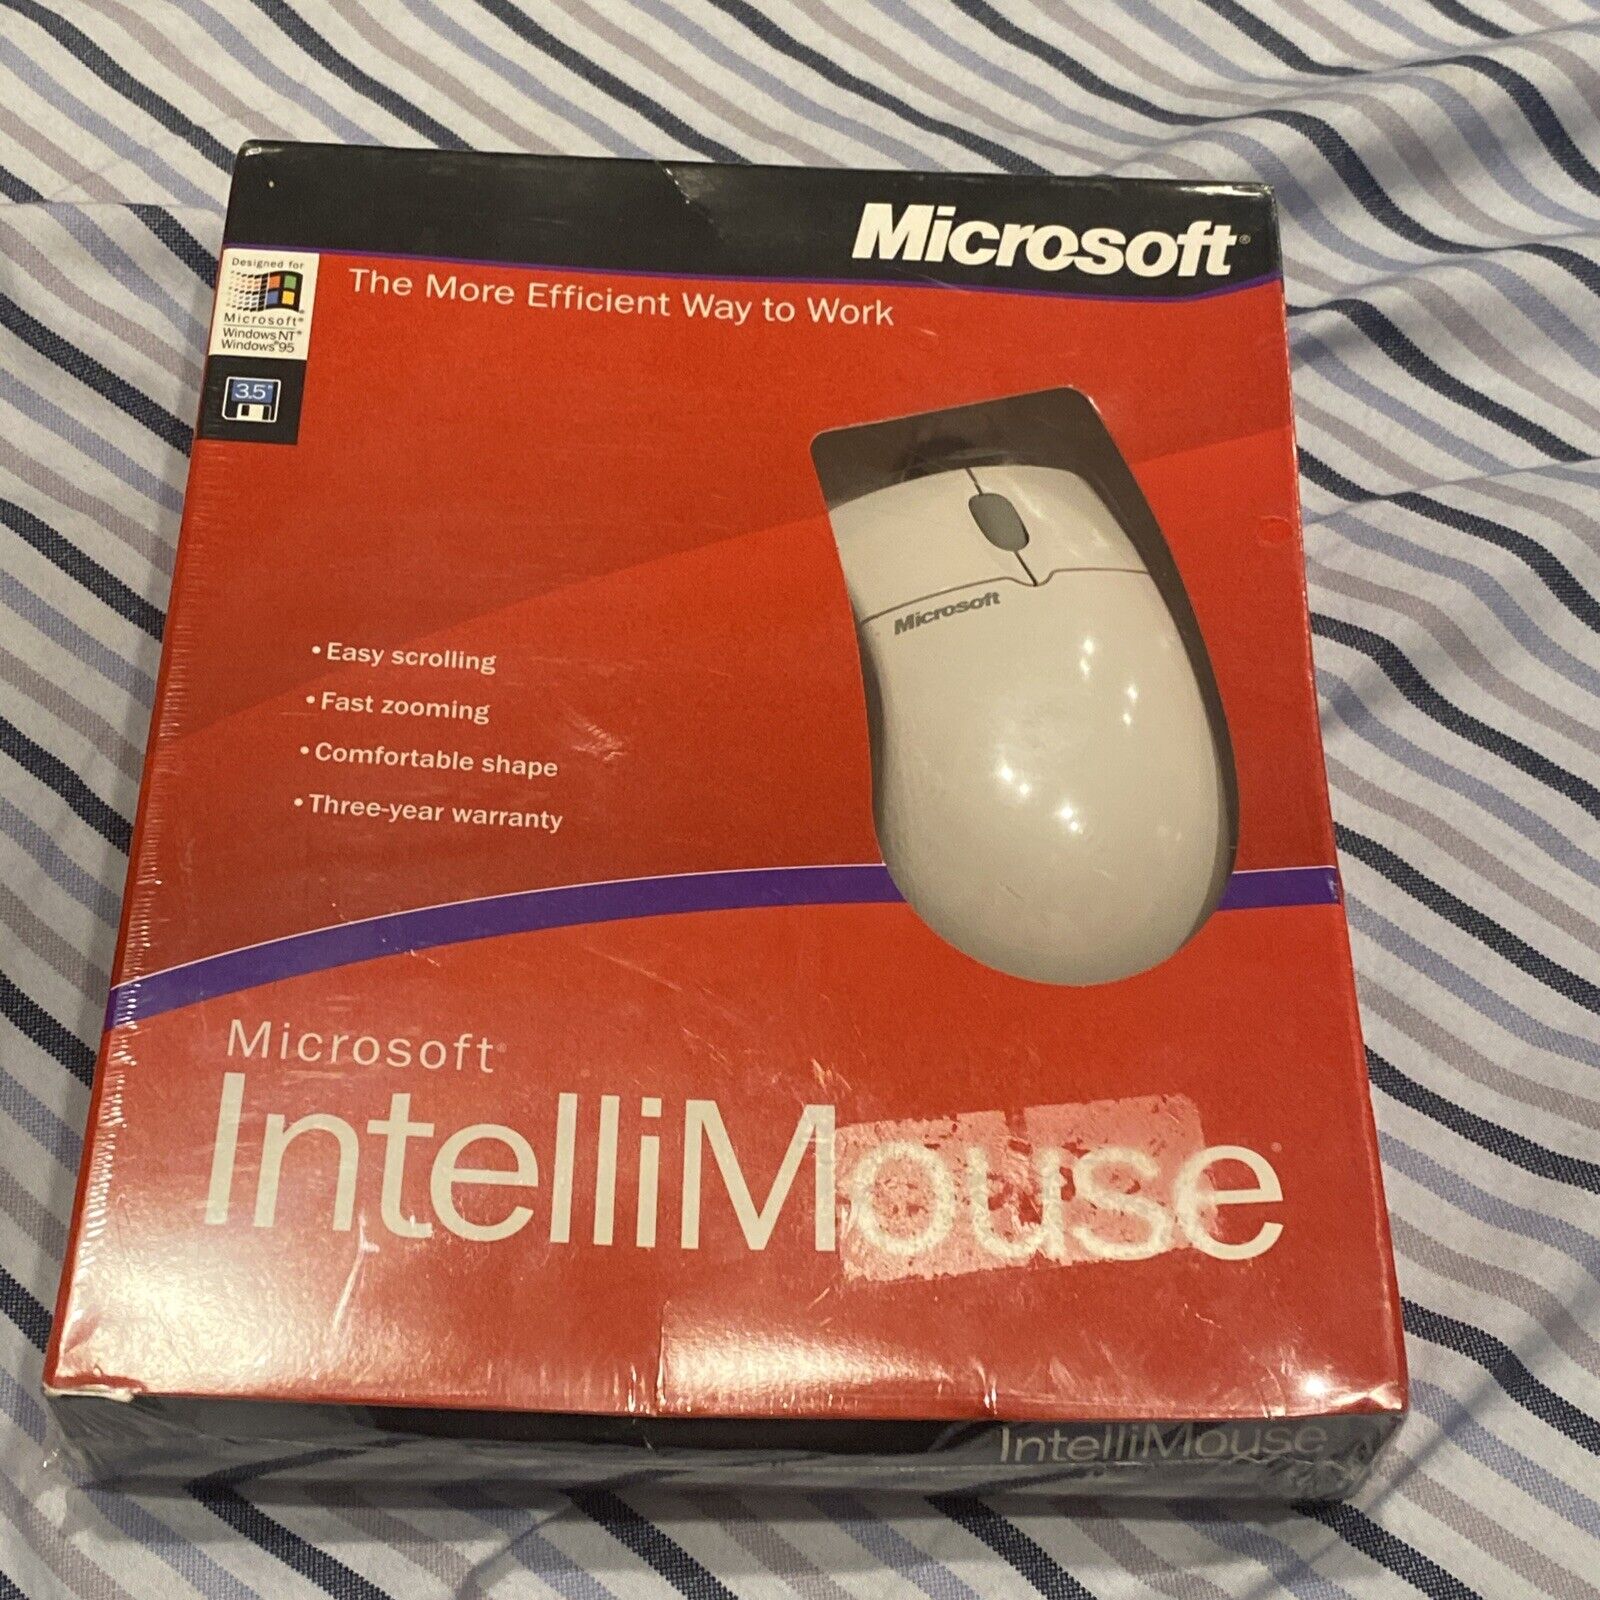 Microsoft®
Designed for
Microsoft®
Windows NT®
Windows®95
The More Efficient Way to Work
3.5"
Microsoft
• Easy scrolling
• Fast zooming
• Comfortable shape
• Three-year warranty
Microsoft®
IntelliMouse®
IntelliMouse